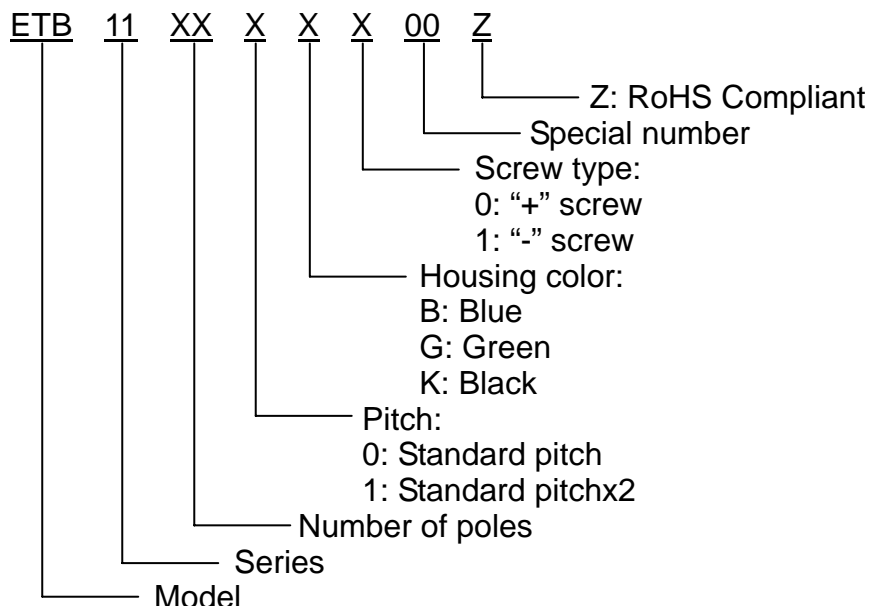 ETB 11 XX X X X 00 Z
Z: RoHS Compliant
Special number
Screw type:
0: “+” screw
1: “-” screw
Housing color:
B: Blue
G: Green
K: Black
Pitch:
0: Standard pitch
1: Standard pitchx2
Number of poles
Series
Model